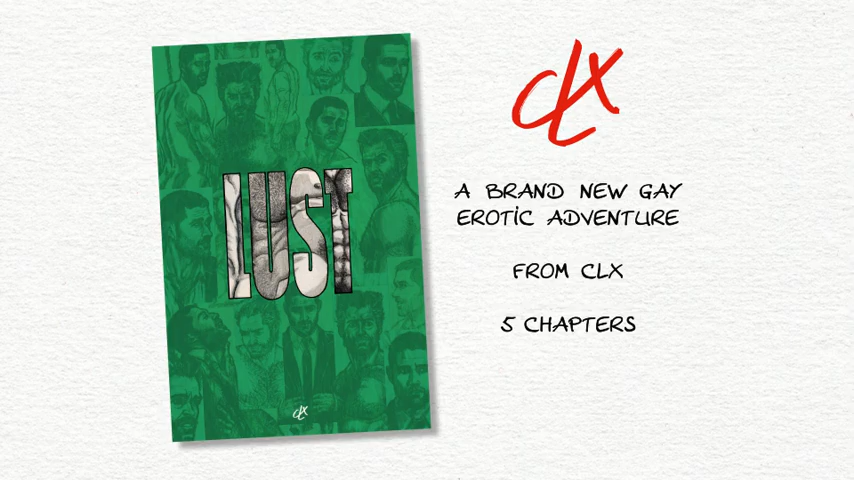 LUST
CLX
CLX
A BRAND NEW GAY
EROTIC ADVENTURE
FROM CLX
5 CHAPTERS